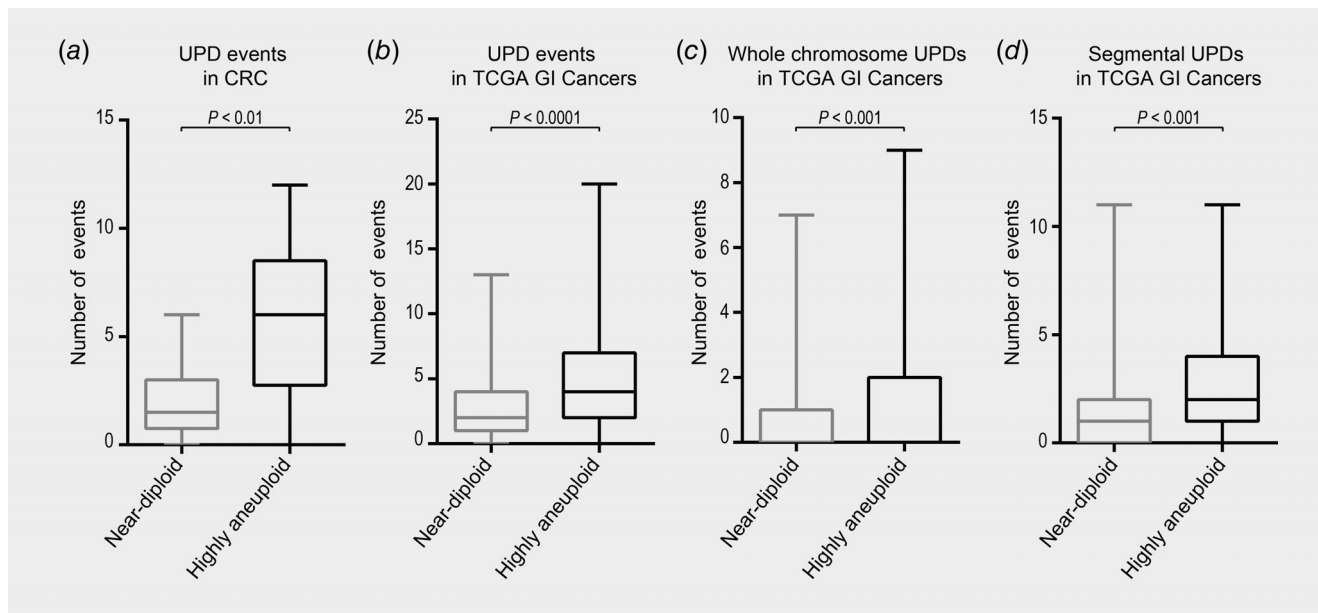 (a)
UPD events
in CRC
P < 0.01
15
10
5
0
Number of events
Near-diploid
Highly aneuploid
(b)
UPD events
in TCGA GI Cancers
P < 0.0001
25
20
15
10
5
0
Number of events
Near-diploid
Highly aneuploid
(c)
Whole chromosome UPDs
in TCGA GI Cancers
P < 0.001
10
8
6
4
2
0
Number of events
Near-diploid
Highly aneuploid
(d)
Segmental UPDs
in TCGA GI Cancers
P < 0.001
15
10
5
0
Number of events
Near-diploid
Highly aneuploid